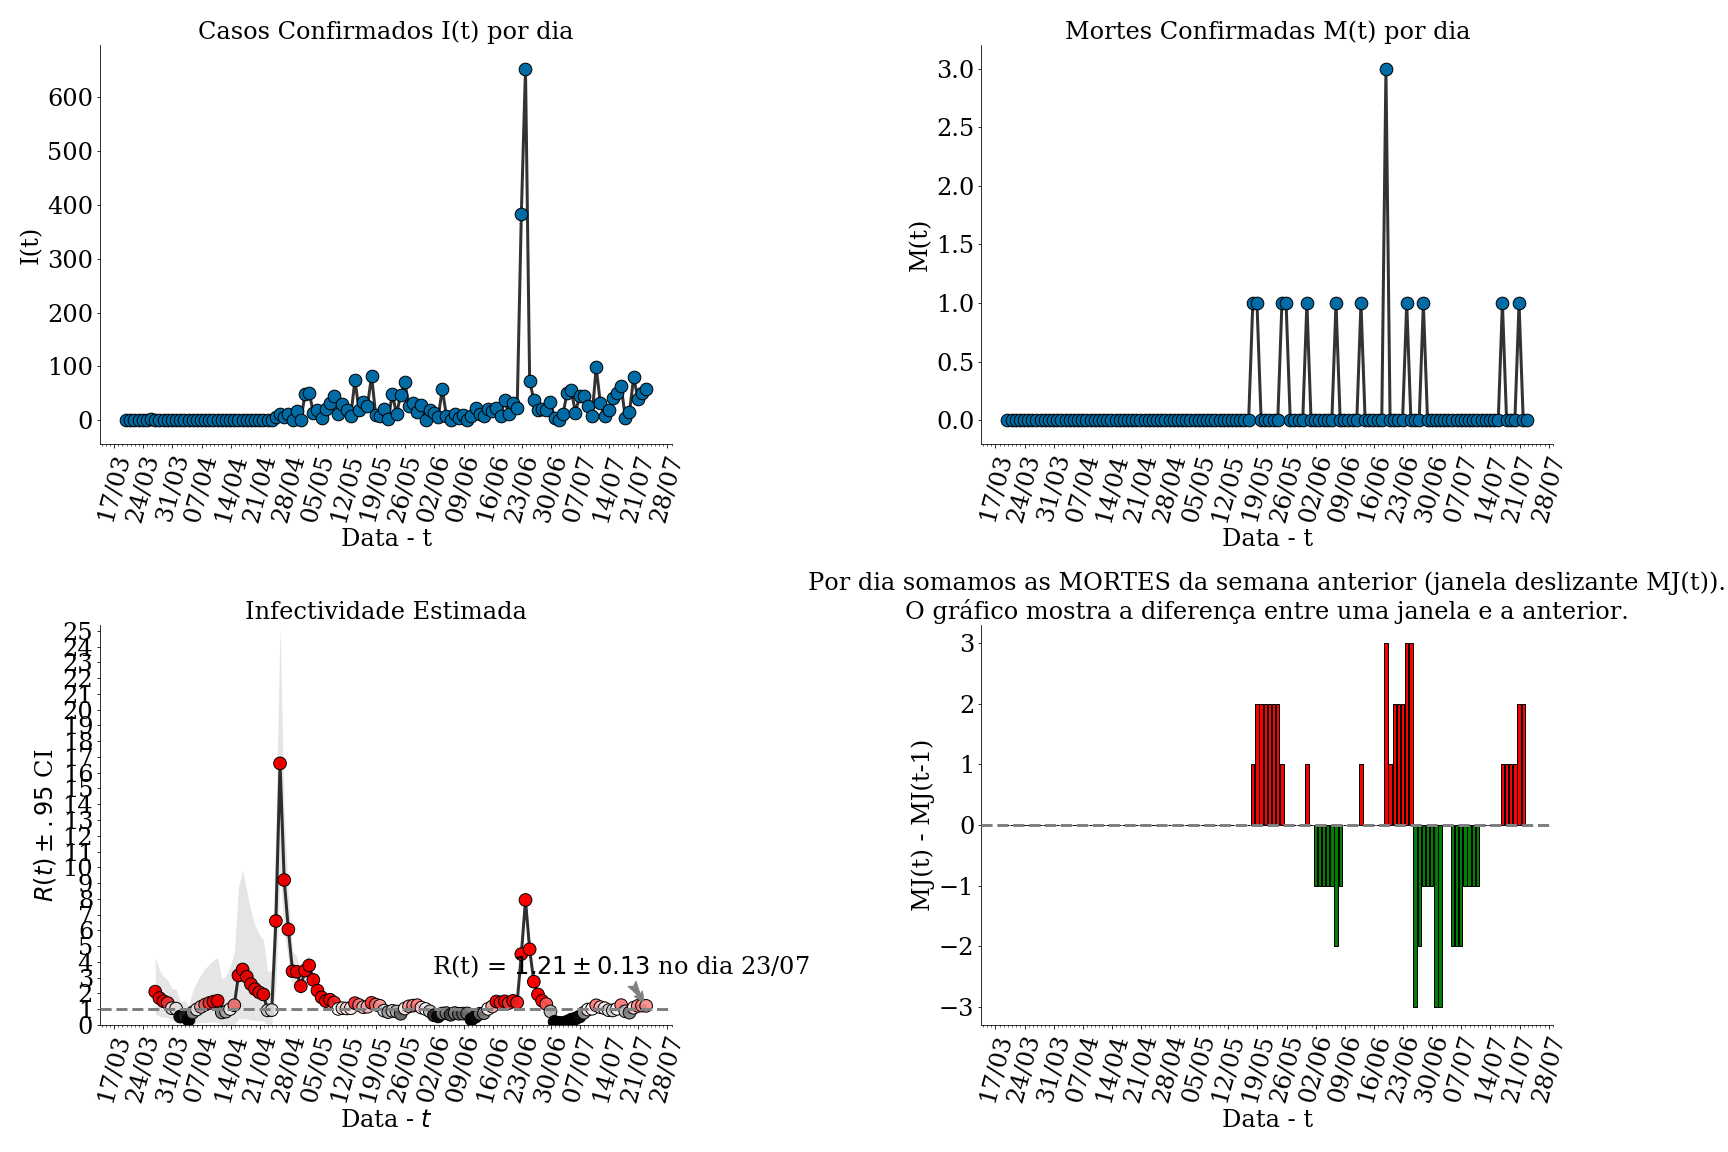 Casos Confirmados I(t) por dia
I(t)
600
500
400
300
200
100
0
17/03 24/03 31/03 07/04 14/04 21/04 28/04 05/05 12/05 19/05 26/05 02/06 09/06 16/06 23/06 30/06 07/07 14/07 21/07 28/07
Data - t
Mortes Confirmadas M(t) por dia
M(t)
3.0
2.5
2.0
1.5
1.0
0.5
0.0
17/03 24/03 31/03 07/04 14/04 21/04 28/04 05/05 12/05 19/05 26/05 02/06 09/06 16/06 23/06 30/06 07/07 14/07 21/07 28/07
Data - t
Infectividade Estimada
R(t) ± .95 CI
25
24
23
22
21
20
19
18
17
16
15
14
13
12
11
10
9
8
7
6
5
4
3
2
1
0
R(t) = 1.21 ± 0.13 no dia 23/07
17/03 24/03 31/03 07/04 14/04 21/04 28/04 05/05 12/05 19/05 26/05 02/06 09/06 16/06 23/06 30/06 07/07 14/07 21/07 28/07
Data - t
Por dia somamos as MORTES da semana anterior (janela deslizante MJ(t)).
O gráfico mostra a diferença entre uma janela e a anterior.
MJ(t) - MJ(t-1)
3
2
1
0
−1
−2
−3
17/03 24/03 31/03 07/04 14/04 21/04 28/04 05/05 12/05 19/05 26/05 02/06 09/06 16/06 23/06 30/06 07/07 14/07 21/07 28/07
Data - t